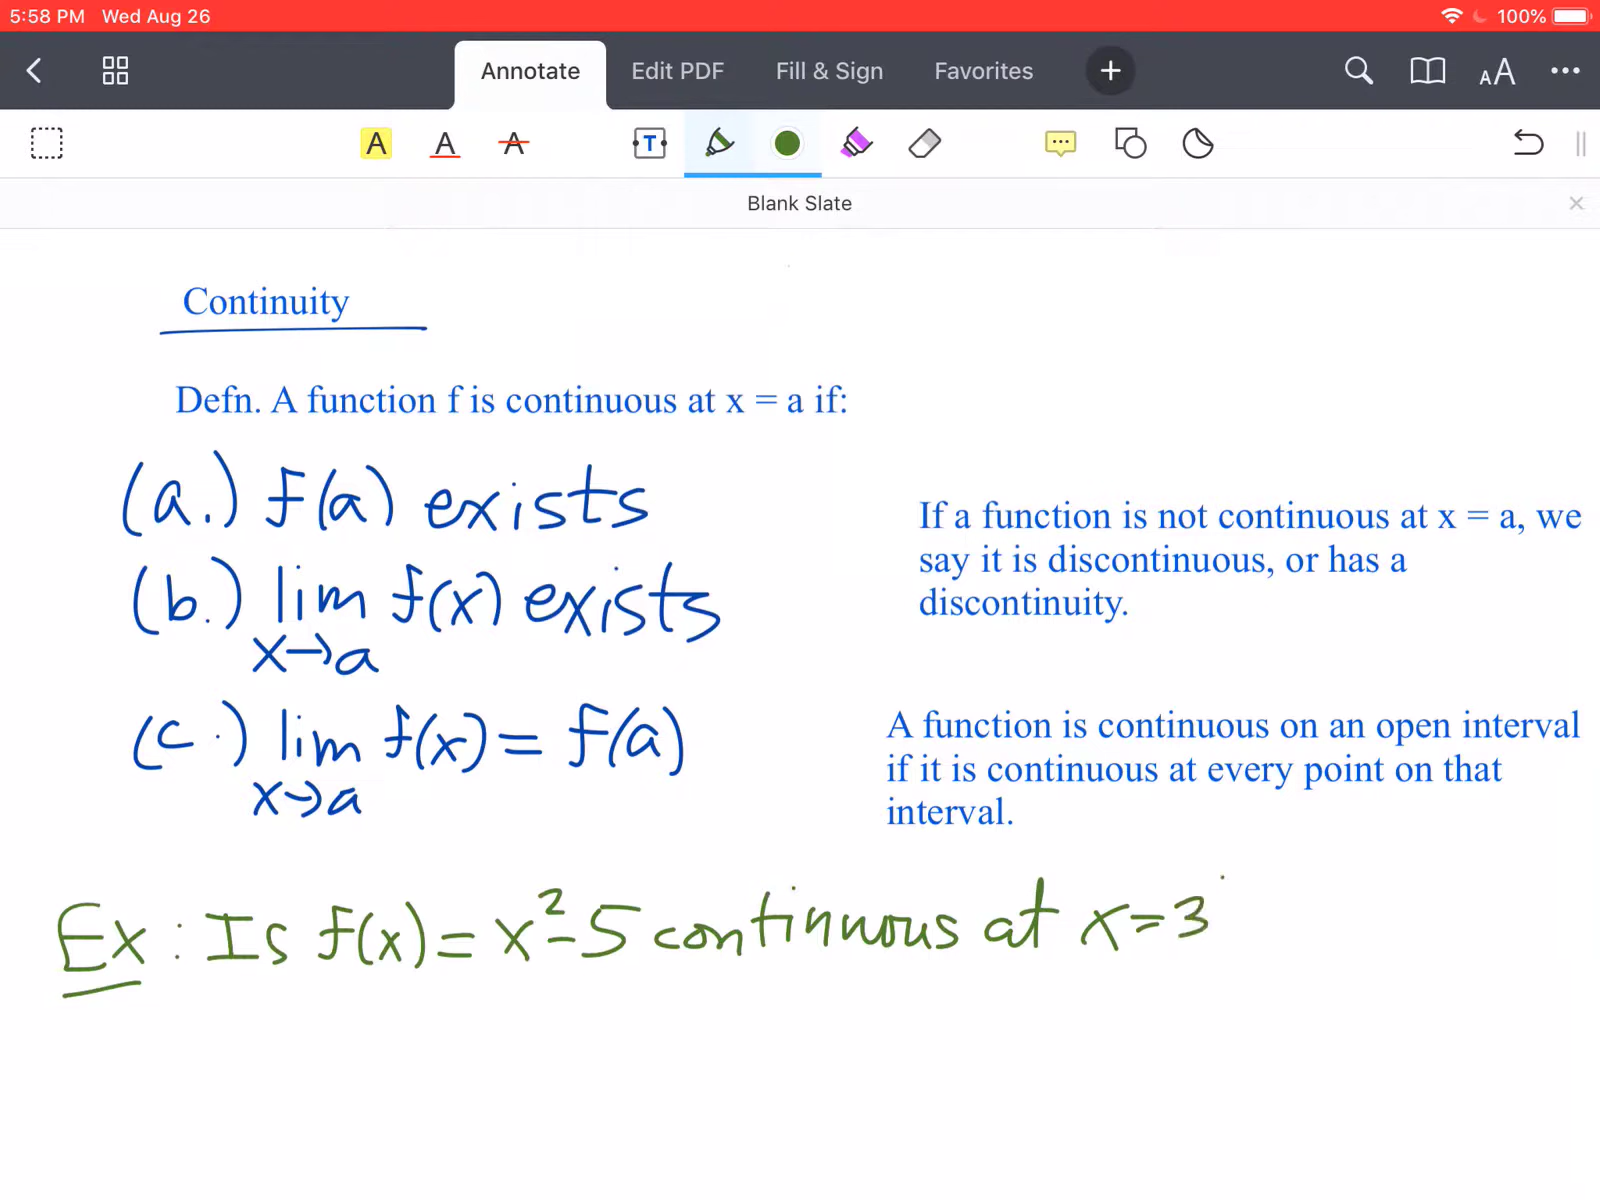 5:58 PM Wed Aug 26 100%
Annotate Edit PDF Fill & Sign Favorites
A A A T AA
Blank Slate
Continuity
Defn. A function f is continuous at x = a if:
(a.) f(a) exists
(b.) lim f(x) exists
x→a
(c.) lim f(x) = f(a)
x→a
If a function is not continuous at x = a, we
say it is discontinuous, or has a
discontinuity.
A function is continuous on an open interval
if it is continuous at every point on that
interval.
Ex: Is f(x) = x²-5 continuous at x=3